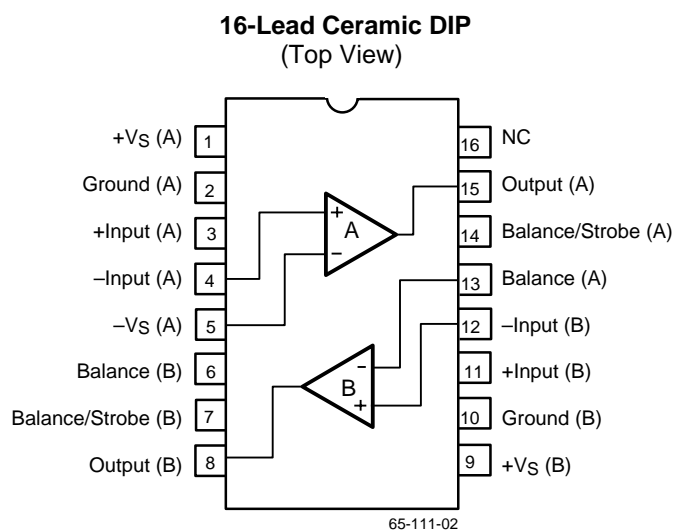 16-Lead Ceramic DIP
(Top View)
+VS (A) 1
Ground (A) 2
+Input (A) 3
–Input (A) 4
–VS (A) 5
Balance (B) 6
Balance/Strobe (B) 7
Output (B) 8
16 NC
15 Output (A)
14 Balance/Strobe (A)
13 Balance (A)
12 –Input (B)
11 +Input (B)
10 Ground (B)
9 +VS (B)
+
A
–
-
B
+
65-111-02